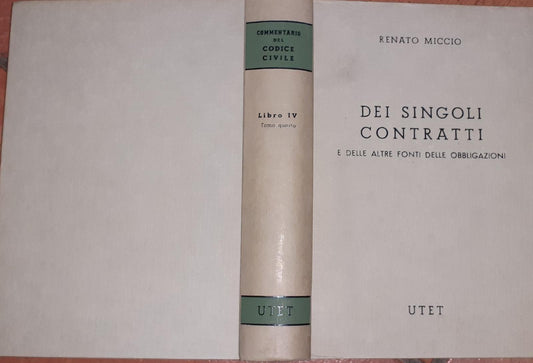 COMMENTARIO
DEL
CODICE
CIVILE
Libro IV
Tomo quinto
UTET
RENATO MICCIO
DEI SINGOLI
CONTRATTI
E DELLE ALTRE FONTI DELLE OBBLIGAZIONI
UTET